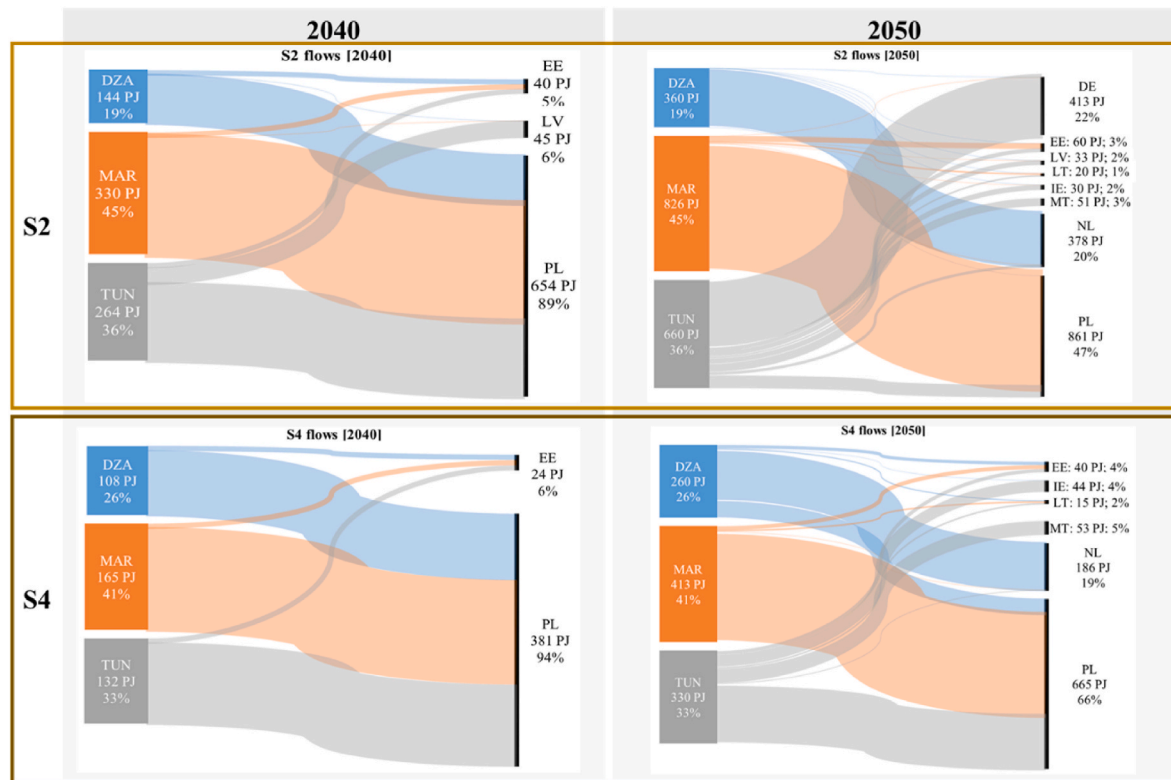 2040
2050
S2
S2 flows [2040]
DZA
144 PJ
19%
MAR
330 PJ
45%
TUN
264 PJ
36%
EE
40 PJ
5%
LV
45 PJ
6%
PL
654 PJ
89%
S2 flows [2050]
DZA
360 PJ
19%
MAR
826 PJ
45%
TUN
660 PJ
36%
DE
413 PJ
22%
EE: 60 PJ; 3%
LV: 33 PJ; 2%
LT: 20 PJ; 1%
IE: 30 PJ; 2%
MT: 51 PJ; 3%
NL
378 PJ
20%
PL
861 PJ
47%
S4
S4 flows [2040]
DZA
108 PJ
26%
MAR
165 PJ
41%
TUN
132 PJ
33%
EE
24 PJ
6%
PL
381 PJ
94%
S4 flows [2050]
DZA
260 PJ
26%
MAR
413 PJ
41%
TUN
330 PJ
33%
EE: 40 PJ; 4%
IE: 44 PJ; 4%
LT: 15 PJ; 2%
MT: 53 PJ; 5%
NL
186 PJ
19%
PL
665 PJ
66%